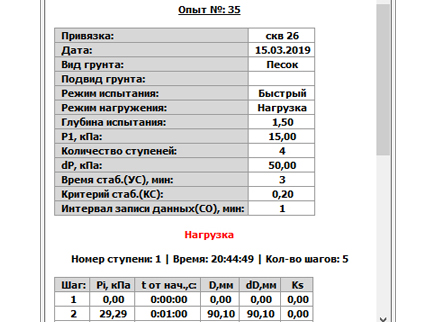 Опыт №: 35
Привязка: скв 26
Дата: 15.03.2019
Вид грунта: Песок
Подвид грунта:
Режим испытания: Быстрый
Режим нагружения: Нагрузка
Глубина испытания: 1,50
P1, кПа: 15,00
Количество ступеней: 4
dP, кПа: 50,00
Время стаб.(УС), мин: 3
Критерий стаб.(КС): 0,20
Интервал записи данных(СО), мин: 1
Нагрузка
Номер ступени: 1 | Время: 20:44:49 | Кол-во шагов: 5
Шаг: Pi, кПа t от нач.,с: D,мм dD,мм Ks
1 0,00 0:00:00 0,00 0,00 0,00
2 29,29 0:01:00 90,10 90,10 0,00